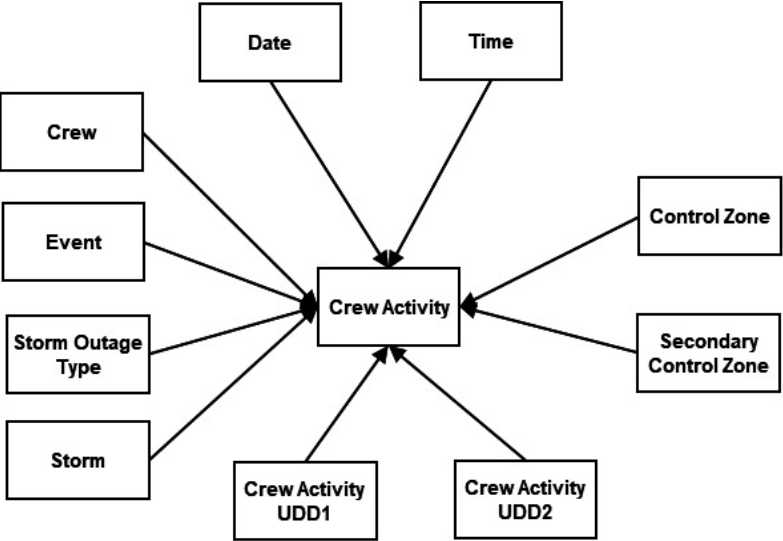 Date
Time
Crew
Control Zone
Event
Crew Activity
Storm Outage
Type
Secondary
Control Zone
Storm
Crew Activity
UDD1
Crew Activity
UDD2